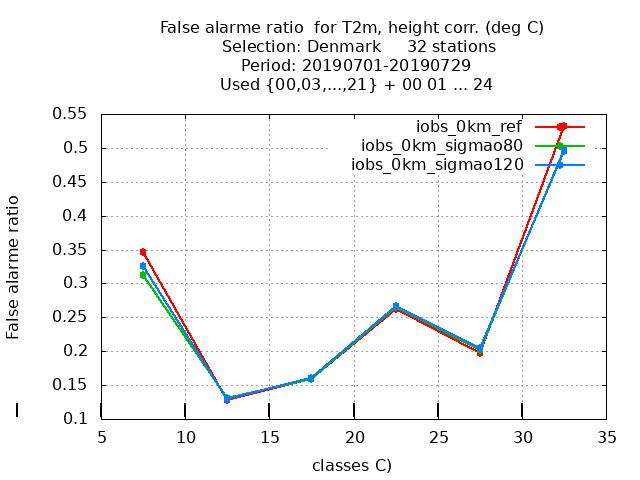 False alarme ratio for T2m, height corr. (deg C)
Selection: Denmark 32 stations
Period: 20190701-20190729
Used {00,03,...,21} + 00 01 ... 24
iobs_0km_ref
iobs_0km_sigmao80
iobs_0km_sigmao120
0.55
0.5
0.45
0.4
0.35
0.3
0.25
0.2
0.15
0.1
False alarme ratio
5 10 15 20 25 30 35
classes C)